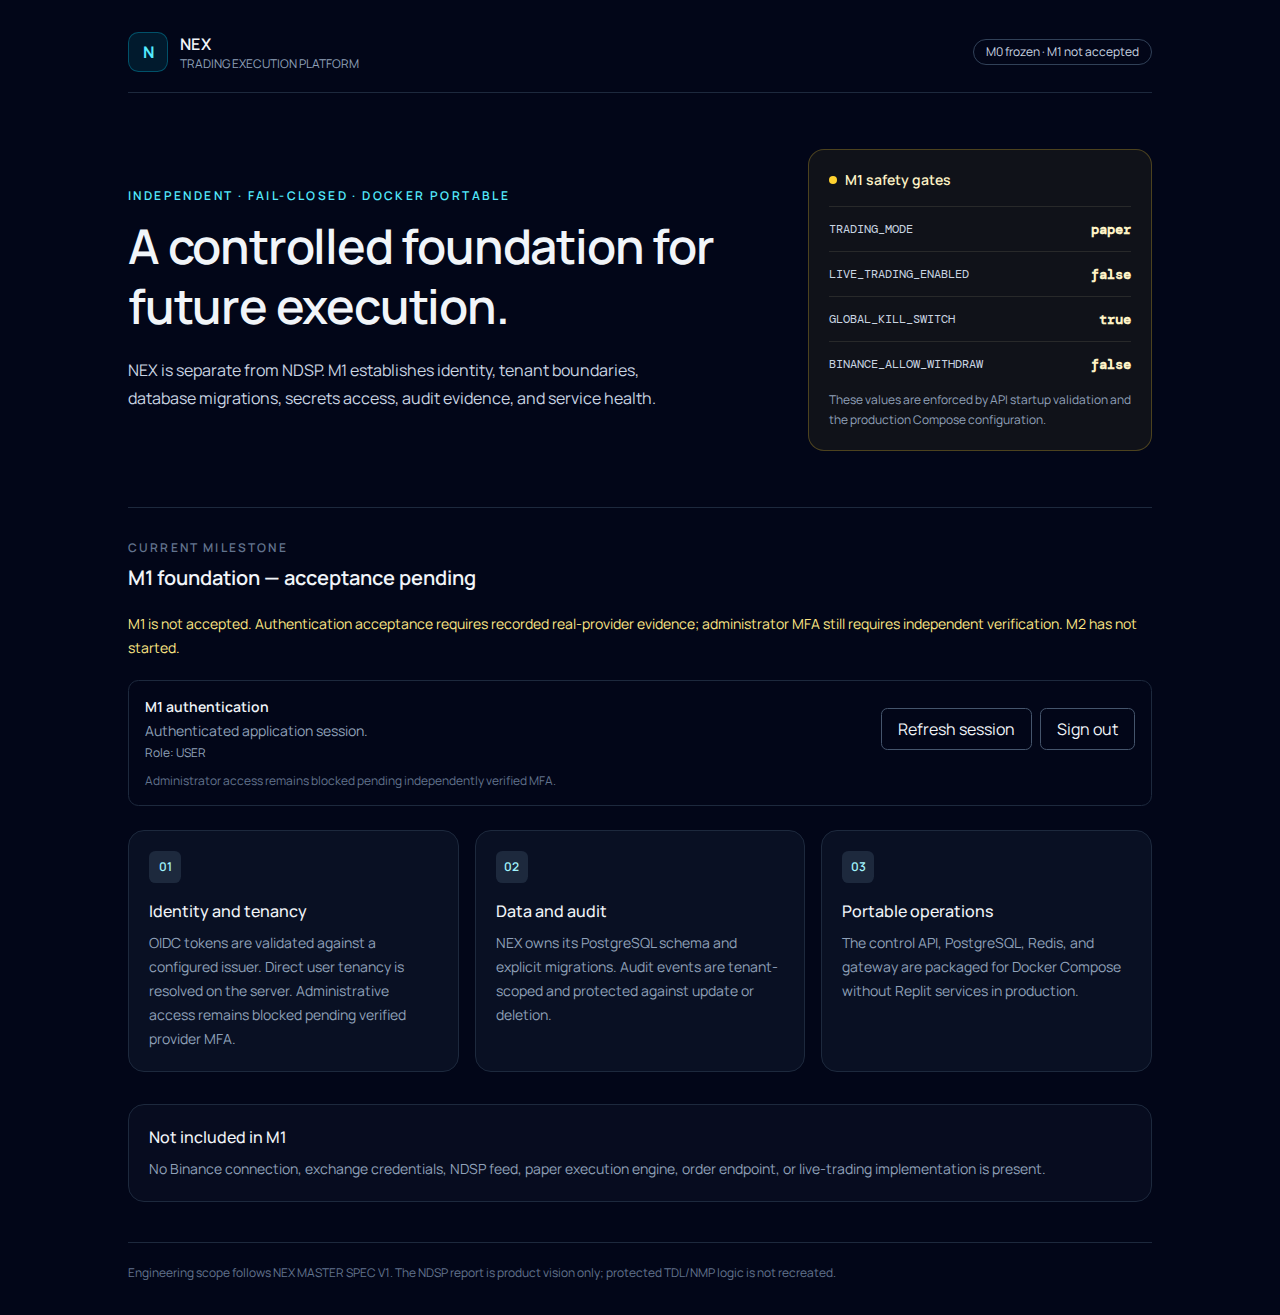 N
NEX
TRADING EXECUTION PLATFORM
M0 frozen · M1 not accepted
INDEPENDENT · FAIL-CLOSED · DOCKER PORTABLE
A controlled foundation for
future execution.
NEX is separate from NDSP. M1 establishes identity, tenant boundaries,
database migrations, secrets access, audit evidence, and service health.
M1 safety gates
TRADING_MODE paper
LIVE_TRADING_ENABLED false
GLOBAL_KILL_SWITCH true
BINANCE_ALLOW_WITHDRAW false
These values are enforced by API startup validation and
the production Compose configuration.
CURRENT MILESTONE
M1 foundation — acceptance pending
M1 is not accepted. Authentication acceptance requires recorded real-provider evidence; administrator MFA still requires independent verification. M2 has not
started.
M1 authentication
Authenticated application session.
Role: USER
Administrator access remains blocked pending independently verified MFA.
Refresh session
Sign out
01
Identity and tenancy
OIDC tokens are validated against a
configured issuer. Direct user tenancy is
resolved on the server. Administrative
access remains blocked pending verified
provider MFA.
02
Data and audit
NEX owns its PostgreSQL schema and
explicit migrations. Audit events are tenant-
scoped and protected against update or
deletion.
03
Portable operations
The control API, PostgreSQL, Redis, and
gateway are packaged for Docker Compose
without Replit services in production.
Not included in M1
No Binance connection, exchange credentials, NDSP feed, paper execution engine, order endpoint, or live-trading implementation is present.
Engineering scope follows NEX MASTER SPEC V1. The NDSP report is product vision only; protected TDL/NMP logic is not recreated.